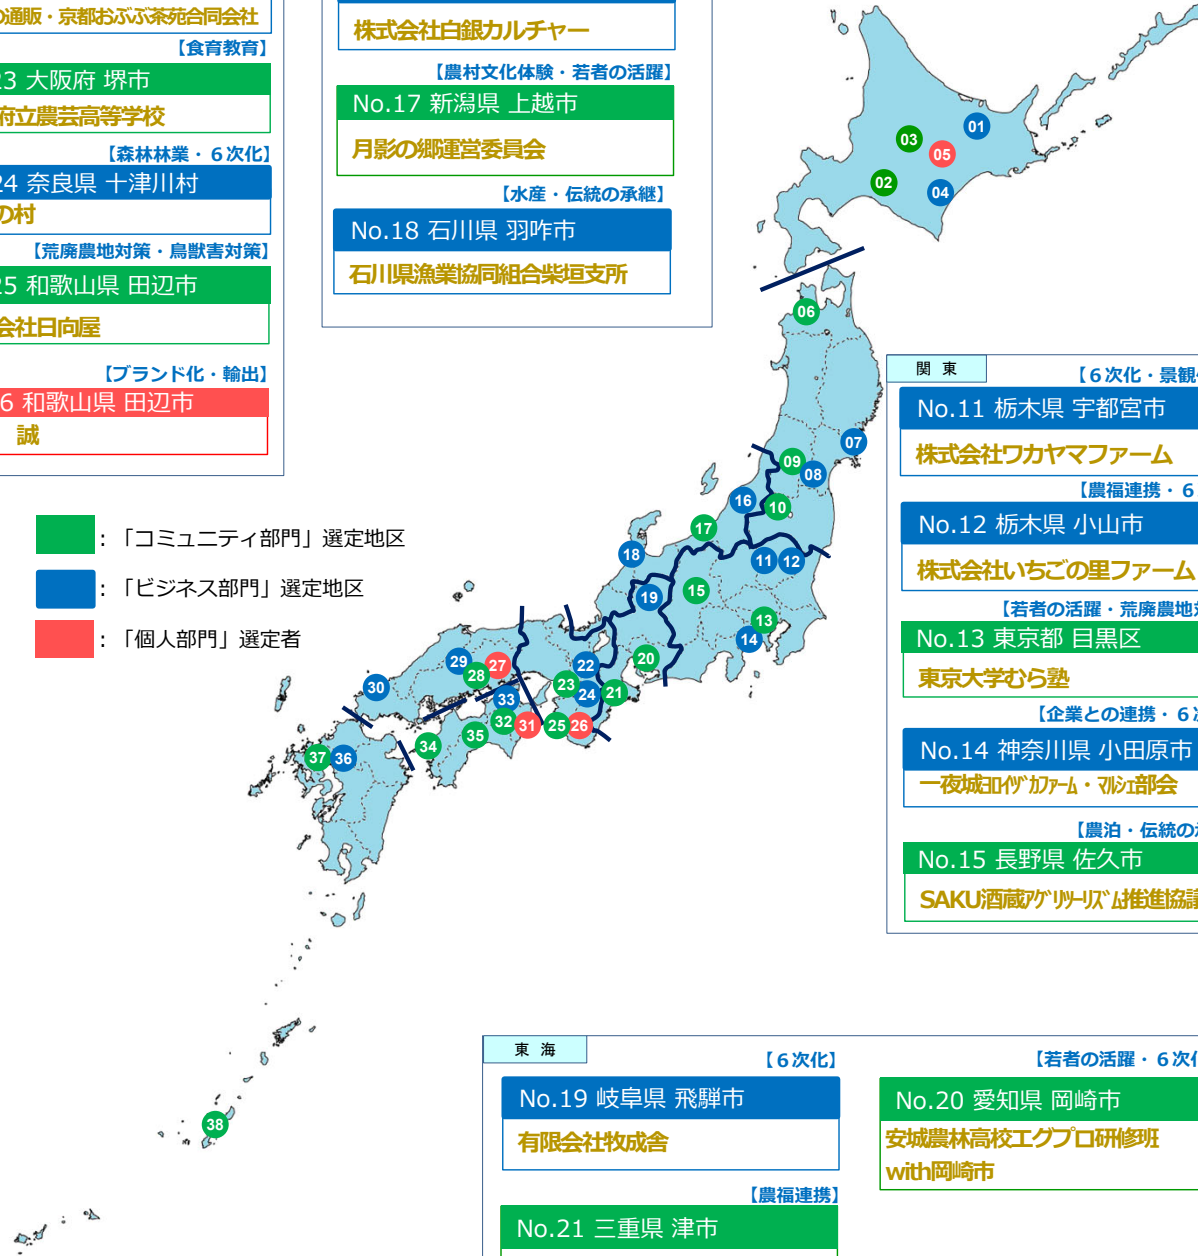 の通販・京都おぶぶ茶苑合同会社
【食育教育】
23 大阪府 堺市
府立農芸高等学校
【森林林業・６次化】
24 奈良県 十津川村
の村
【荒廃農地対策・鳥獣害対策】
25 和歌山県 田辺市
会社日向屋
【ブランド化・輸出】
6 和歌山県 田辺市
誠
株式会社白銀カルチャー
【農村文化体験・若者の活躍】
No.17 新潟県 上越市
月影の郷運営委員会
【水産・伝統の承継】
No.18 石川県 羽咋市
石川県漁業協同組合柴垣支所
：「コミュニティ部門」選定地区
：「ビジネス部門」選定地区
：「個人部門」選定者
01
03
05
02
04
06
07
09
08
16
10
17
18
11
12
19
15
13
14
20
29
27
28
22
30
23
24
21
33
32
31
25
26
35
34
37
36
38
関 東
【６次化・景観
No.11 栃木県 宇都宮市
株式会社ワカヤマファーム
【農福連携・６
No.12 栃木県 小山市
株式会社いちごの里ファーム
【若者の活躍・荒廃農地
No.13 東京都 目黒区
東京大学むら塾
【企業との連携・６
No.14 神奈川県 小田原市
一夜城ﾖﾛｲﾂﾞｶﾌｧｰﾑ・ﾏﾙｼｪ部会
【農泊・伝統の
No.15 長野県 佐久市
SAKU酒蔵ｱｸﾞﾘﾂｰﾘｽﾞﾑ推進協議
東 海
【６次化】
No.19 岐阜県 飛騨市
有限会社牧成舎
【若者の活躍・６次化
No.20 愛知県 岡崎市
安城農林高校エグプロ研修班
with岡崎市
【農福連携】
No.21 三重県 津市